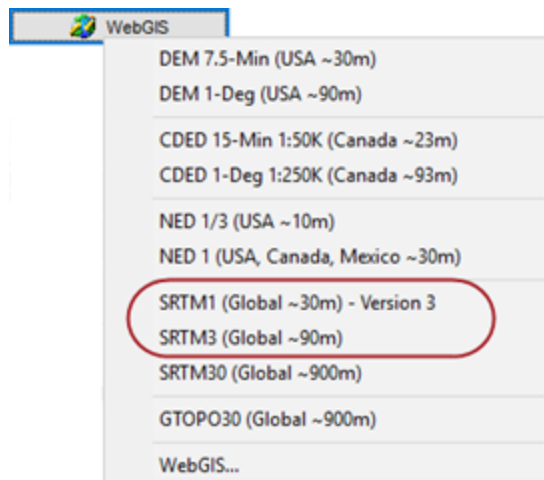 WebGIS
DEM 7.5-Min (USA ~30m)
DEM 1-Deg (USA ~90m)
CDED 15-Min 1:50K (Canada ~23m)
CDED 1-Deg 1:250K (Canada ~93m)
NED 1/3 (USA ~10m)
NED 1 (USA, Canada, Mexico ~30m)
SRTM1 (Global ~30m) - Version 3
SRTM3 (Global ~90m)
SRTM30 (Global ~900m)
GTOPO30 (Global ~900m)
WebGIS...